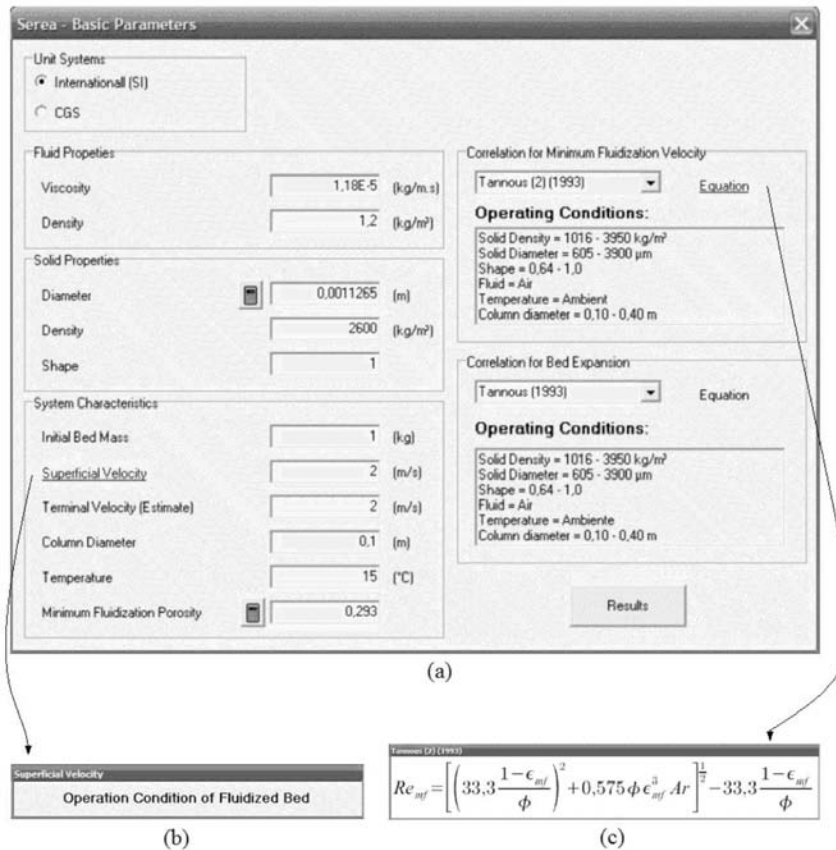 Serea - Basic Parameters
Unit Systems
Internationall (SI)
CGS
Fluid Propeties
Viscosity 1,18E-5 (kg/m.s)
Density 1,2 (kg/m³)
Solid Properties
Diameter 0,0011265 (m)
Density 2600 (kg/m³)
Shape 1
System Characteristics
Initial Bed Mass 1 (kg)
Superficial Velocity 2 (m/s)
Terminal Velocity (Estimate) 2 (m/s)
Column Diameter 0,1 (m)
Temperature 15 (°C)
Minimum Fluidization Porosity 0,293
Correlation for Minimum Fluidization Velocity
Tannous (2) (1993) Equation
Operating Conditions:
Solid Density = 1016 - 3950 kg/m³
Solid Diameter = 605 - 3900 µm
Shape = 0,64 - 1,0
Fluid = Air
Temperature = Ambient
Column diameter = 0,10 - 0,40 m
Correlation for Bed Expansion
Tannous (1993) Equation
Operating Conditions:
Solid Density = 1016 - 3950 kg/m³
Solid Diameter = 605 - 3900 µm
Shape = 0,64 - 1,0
Fluid = Air
Temperature = Ambiente
Column diameter = 0,10 - 0,40 m
Results
(a)
Superficial Velocity
Operation Condition of Fluidized Bed
(b)
Tannous (2) (1993)
Re_mf = [(33,3 (1-ϵ_mf)/ϕ)² + 0,575 ϕ ϵ_mf³ Ar]^(1/2) - 33,3 (1-ϵ_mf)/ϕ
(c)